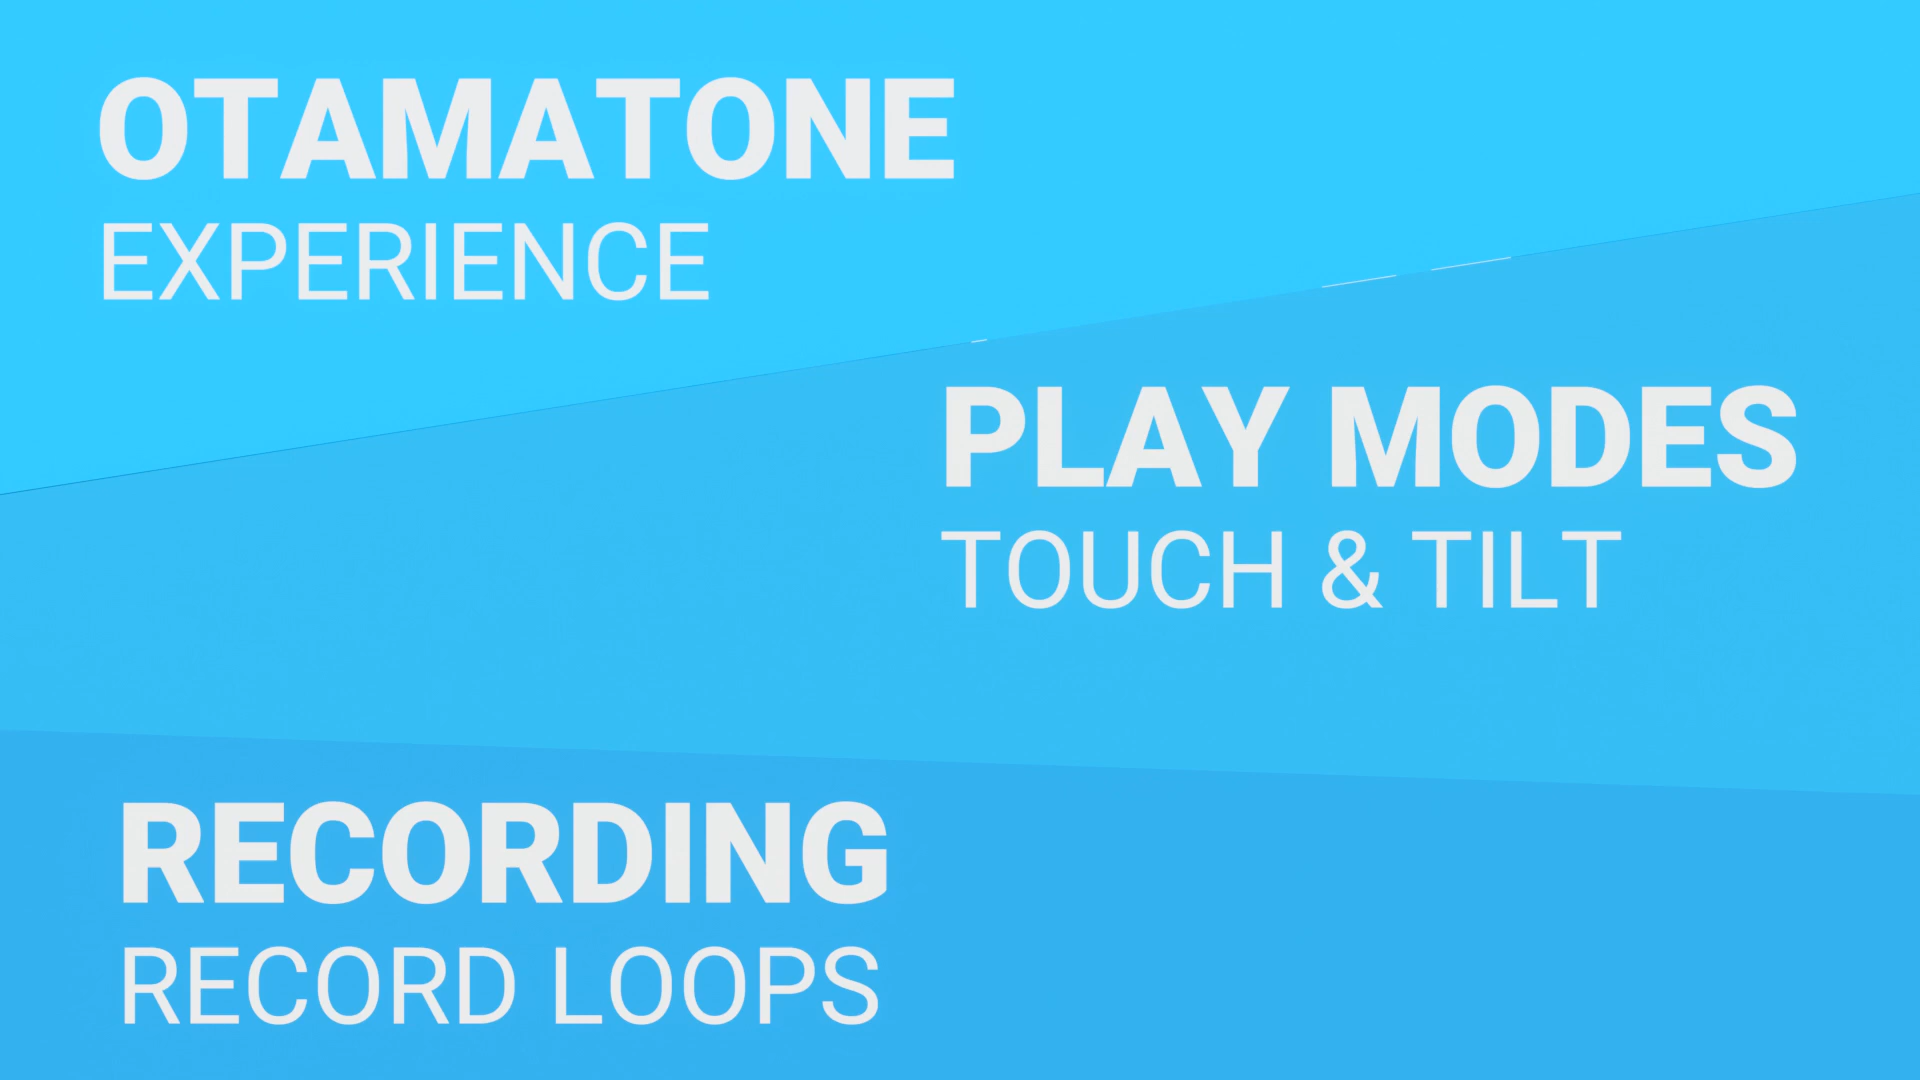 OTAMATONE
EXPERIENCE
PLAY MODES
TOUCH & TILT
RECORDING
RECORD LOOPS